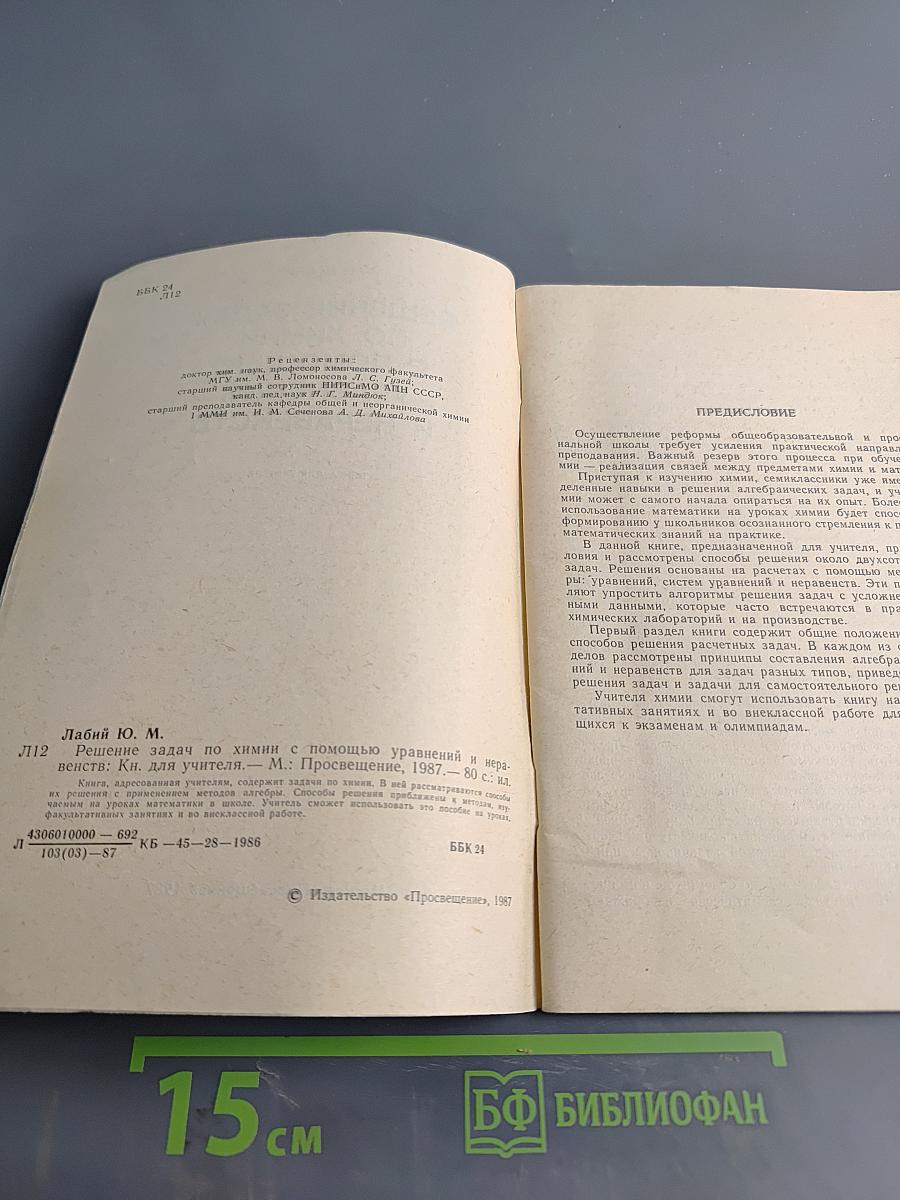 ББК 24
Л12
Рецензенты:
доктор хим. наук, профессор химического факультета
МГУ им. М. В. Ломоносова Л. С. Гузей;
старший научный сотрудник НИИСиМО АПН СССР,
канд. пед. наук Н. Г. Миндюк;
старший преподаватель кафедры общей и неорганической химии
I ММИ им. И. М. Сеченова А. Д. Михайлова
Лабий Ю. М.
Л12 Решение задач по химии с помощью уравнений и нера-
венств: Кн. для учителя.— М.: Просвещение, 1987.— 80 с.: ил.
Книга, адресованная учителям, содержит задачи по химии. В ней рассматриваются способы
их решения с применением методов алгебры. Способы решения приближены к методам, изу-
чаемым на уроках математики в школе. Учитель сможет использовать это пособие на уроках,
факультативных занятиях и во внеклассной работе.
Л 4306010000 — 692 КБ —45—28—1986
103(03)—87
ББК 24
© Издательство «Просвещение», 1987
ПРЕДИСЛОВИЕ
Осуществление реформы общеобразовательной и проф
нальной школы требует усиления практической направл
преподавания. Важный резерв этого процесса при обуче
мии — реализация связей между предметами химии и мат
Приступая к изучению химии, семиклассники уже име
деленные навыки в решении алгебраических задач, и уч
мии может с самого начала опираться на их опыт. Более
использование математики на уроках химии будет спос
формированию у школьников осознанного стремления к п
математических знаний на практике.
В данной книге, предназначенной для учителя, пр
ловия и рассмотрены способы решения около двухсот
задач. Решения основаны на расчетах с помощью ме
ры: уравнений, систем уравнений и неравенств. Эти п
ляют упростить алгоритмы решения задач с усложне
ными данными, которые часто встречаются в пра
химических лабораторий и на производстве.
Первый раздел книги содержит общие положени
способов решения расчетных задач. В каждом из
делов рассмотрены принципы составления алгебра
ний и неравенств для задач разных типов, приведе
решения задач и задачи для самостоятельного ре
Учителя химии смогут использовать книгу на
тативных занятиях и во внеклассной работе для
щихся к экзаменам и олимпиадам.
15 см
БФ БИБЛИОФАН